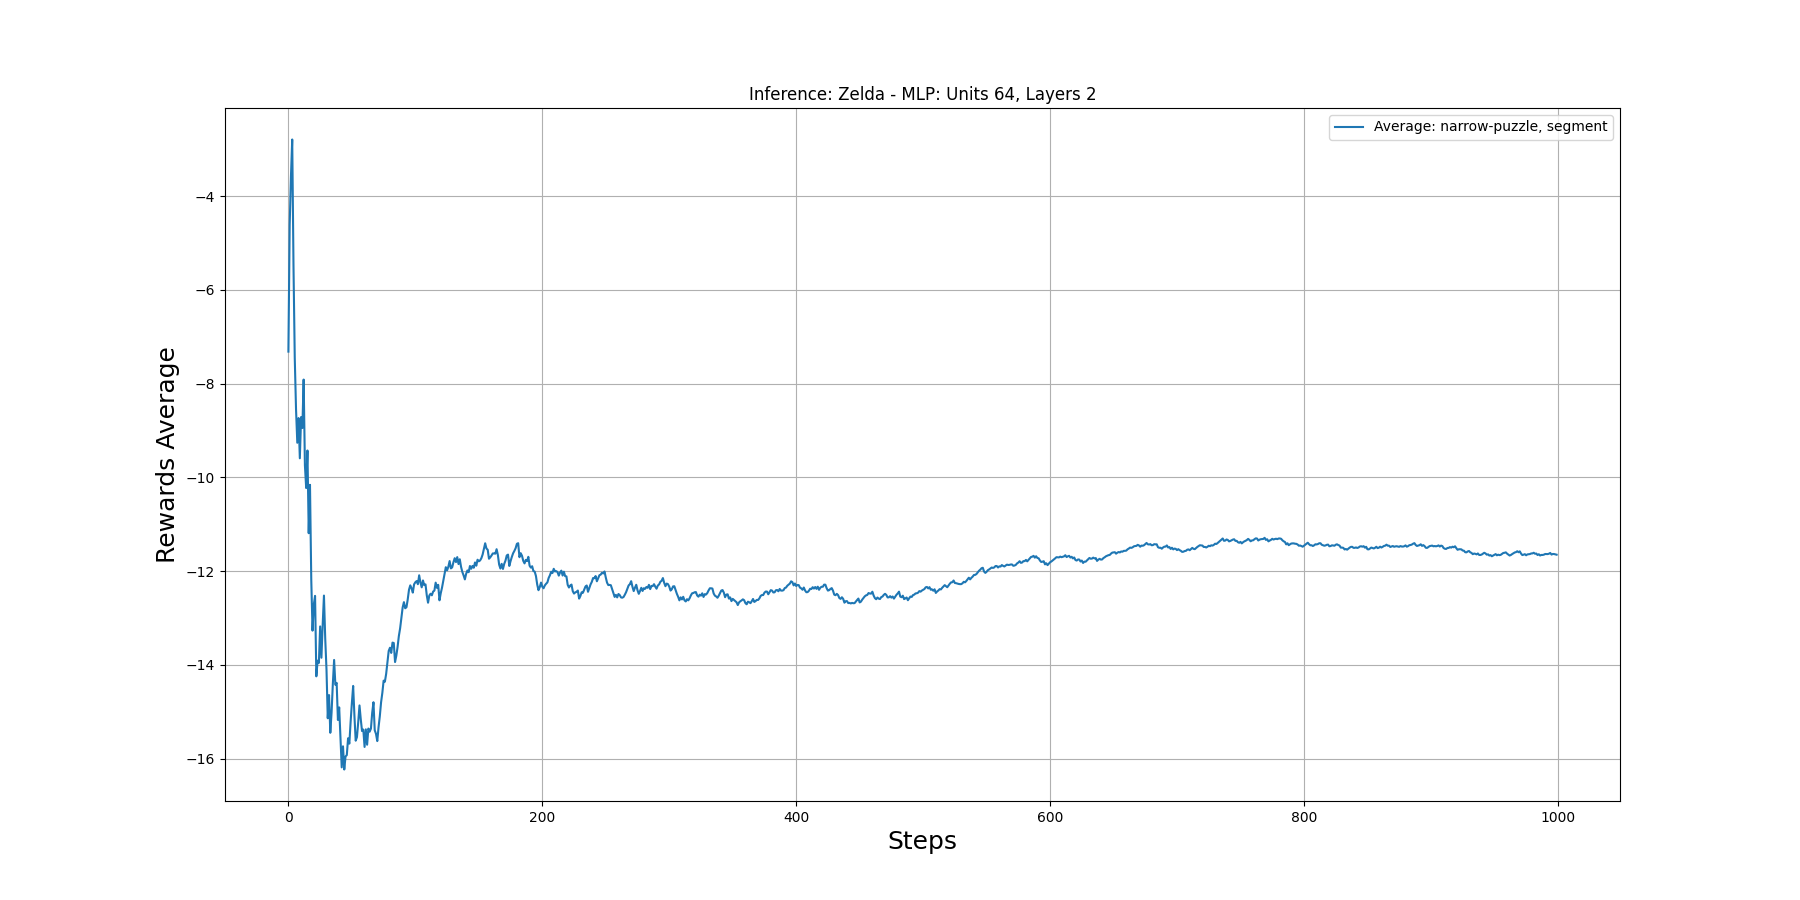 Inference: Zelda - MLP: Units 64, Layers 2
Average: narrow-puzzle, segment
Rewards Average
−4
−6
−8
−10
−12
−14
−16
0 200 400 600 800 1000
Steps